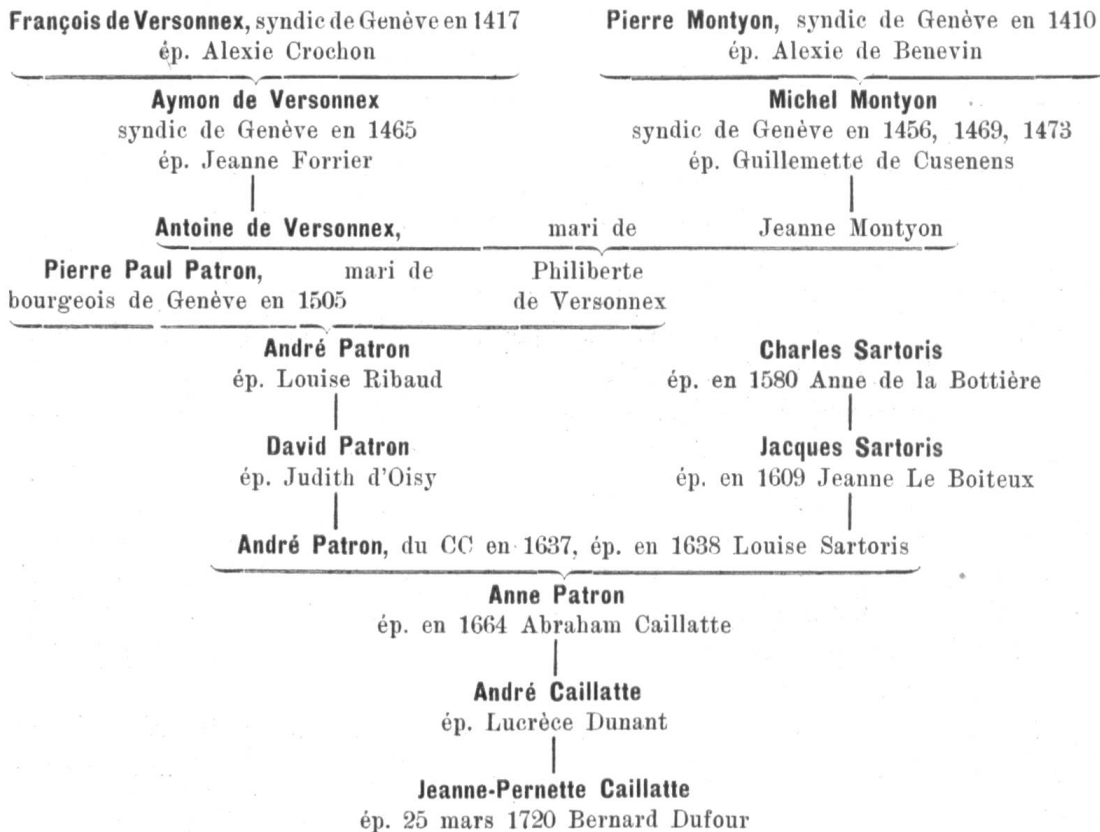 François de Versonnex, syndic de Genève en 1417
ép. Alexie Crochon
Pierre Montyon, syndic de Genève en 1410
ép. Alexie de Benevin
Aymon de Versonnex
syndic de Genève en 1465
ép. Jeanne Forrier
Michel Montyon
syndic de Genève en 1456, 1469, 1473
ép. Guillemette de Cusenens
Antoine de Versonnex, mari de Jeanne Montyon
Pierre Paul Patron, mari de Philiberte
bourgeois de Genève en 1505 de Versonnex
André Patron
ép. Louise Ribaud
Charles Sartoris
ép. en 1580 Anne de la Bottière
David Patron
ép. Judith d'Oisy
Jacques Sartoris
ép. en 1609 Jeanne Le Boiteux
André Patron, du CC en 1637, ép. en 1638 Louise Sartoris
Anne Patron
ép. en 1664 Abraham Caillatte
André Caillatte
ép. Lucrèce Dunant
Jeanne-Pernette Caillatte
ép. 25 mars 1720 Bernard Dufour